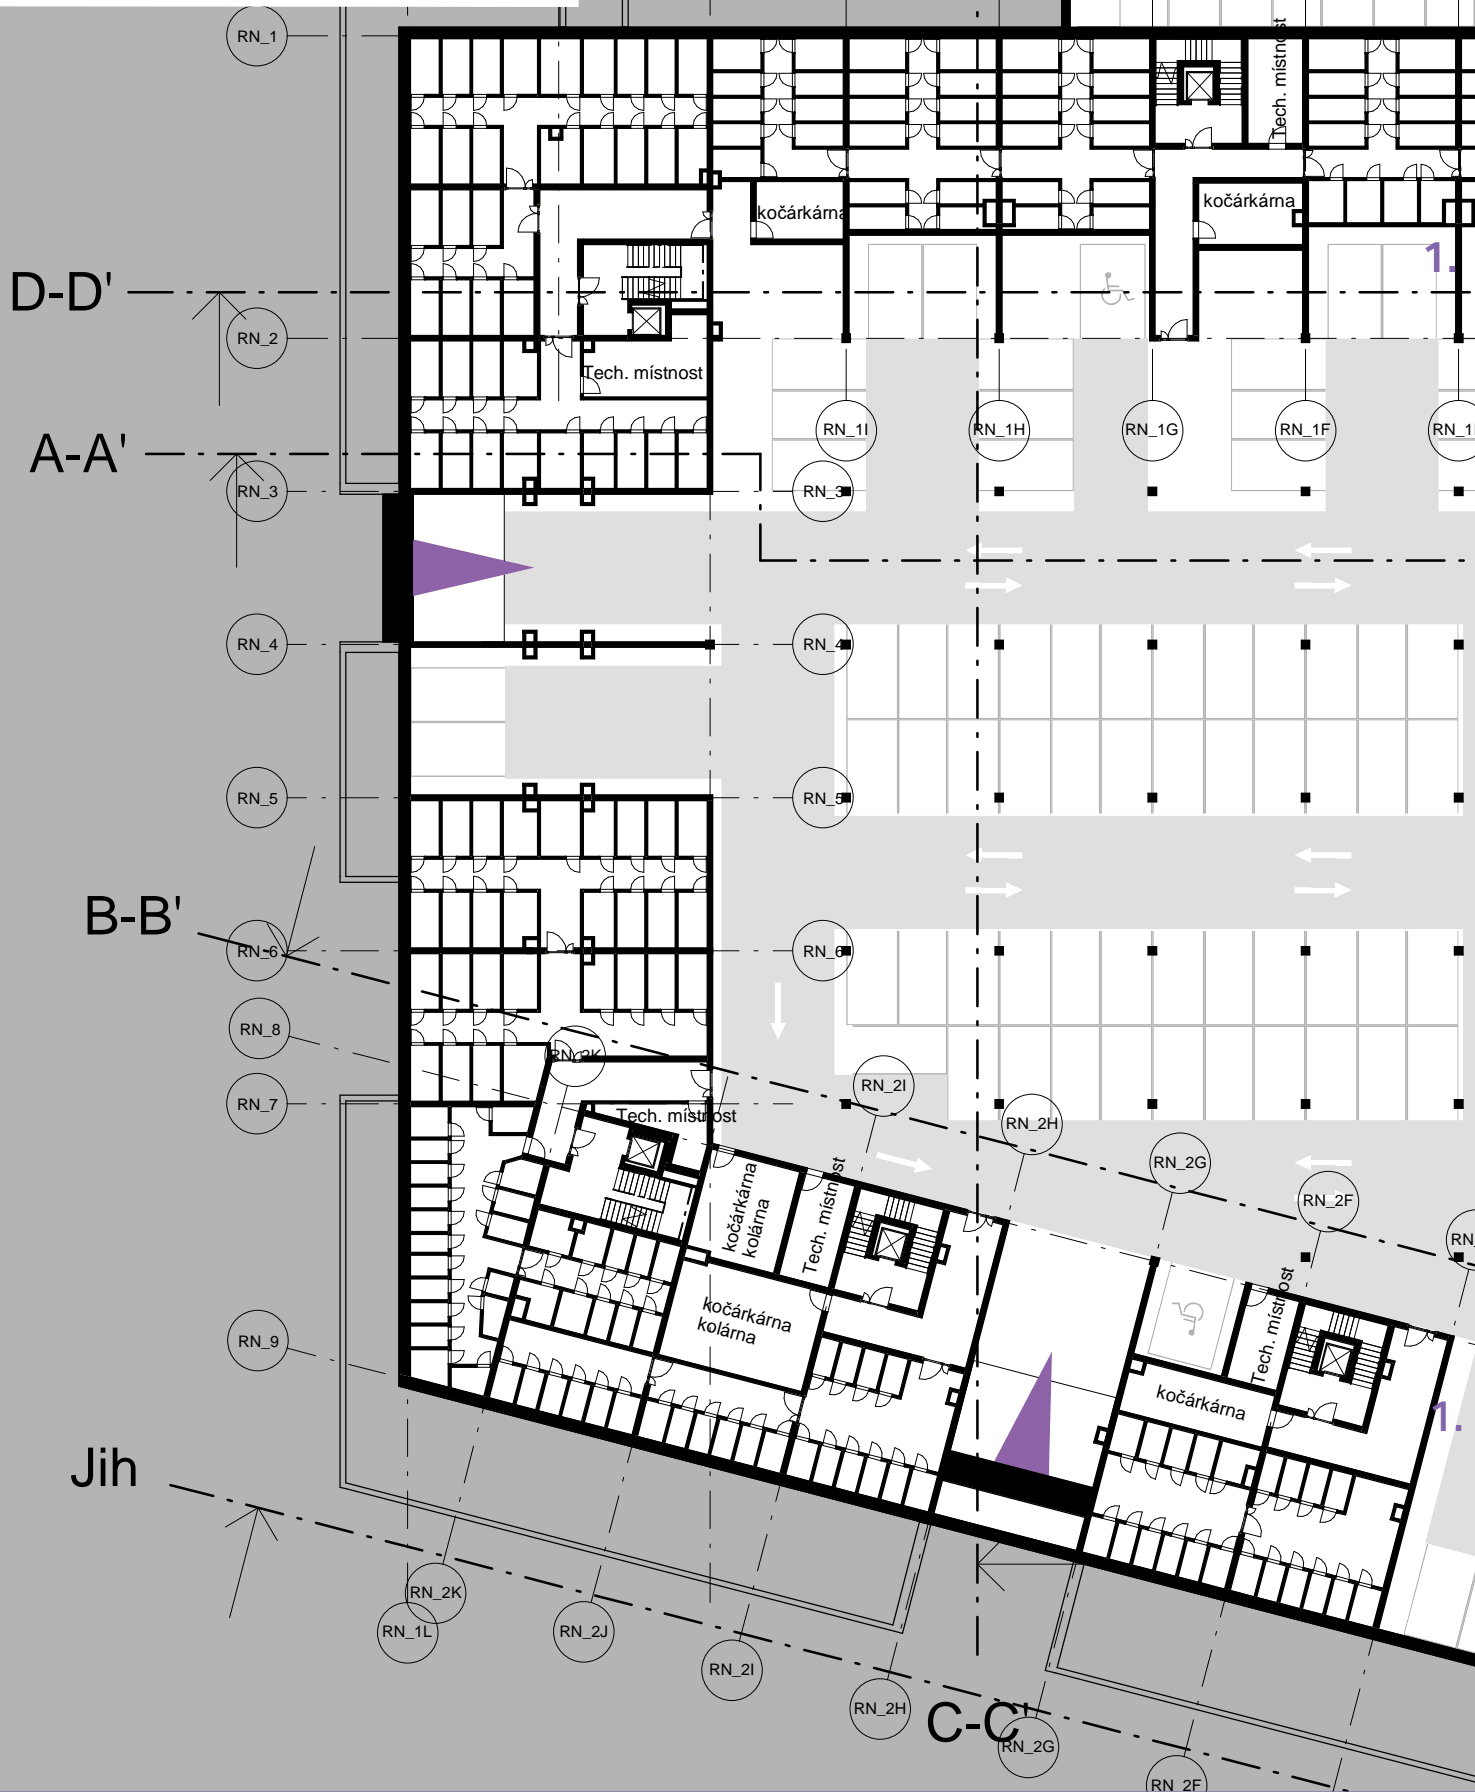 RN_1
Tech. místnost
kočárkárna
kočárkárna
1.
D-D'
RN_2
Tech. místnost
RN_1I
RN_1H
RN_1G
RN_1F
A-A'
RN_3
RN_3
RN_4
RN_4
RN_5
RN_5
B-B'
RN_6
RN_6
RN_8
RN_2K
RN_2I
RN_7
Tech. místnost
RN_2H
RN_2G
RN_2F
kočárkárna
kolárna
Tech. místnost
kočárkárna
kolárna
Tech. místnost
RN_9
kočárkárna
1.
Jih
RN_2K
RN_1L
RN_2J
RN_2I
RN_2H
C-C'
RN_2G
RN_2F